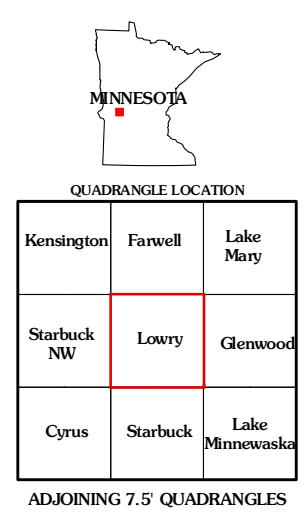 MINNESOTA
QUADRANGLE LOCATION
Kensington
Farwell
Lake
Mary
Starbuck
NW
Lowry
Glenwood
Cyrus
Starbuck
Lake
Minnewaska
ADJOINING 7.5' QUADRANGLES